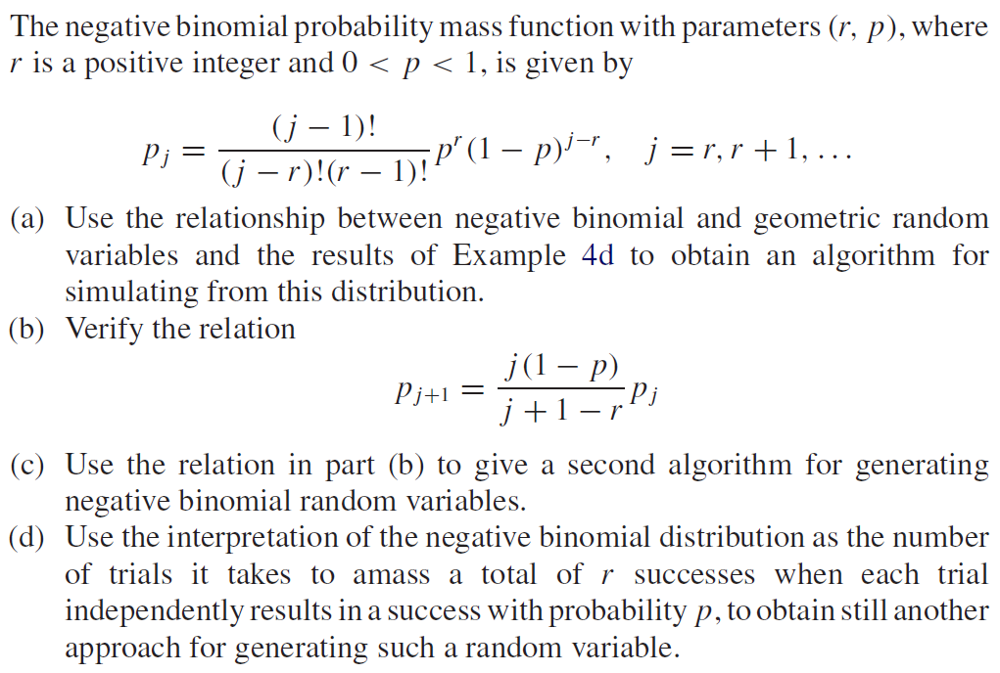 The negative binomial probability mass function with parameters (r, p), where
r is a positive integer and 0 < p < 1, is given by
p_j = \frac{(j − 1)!}{(j − r)!(r − 1)!} p^r (1 − p)^{j−r}, j = r, r + 1, ...
(a) Use the relationship between negative binomial and geometric random
variables and the results of Example 4d to obtain an algorithm for
simulating from this distribution.
(b) Verify the relation
p_{j+1} = \frac{j(1 − p)}{j + 1 − r} p_j
(c) Use the relation in part (b) to give a second algorithm for generating
negative binomial random variables.
(d) Use the interpretation of the negative binomial distribution as the number
of trials it takes to amass a total of r successes when each trial
independently results in a success with probability p, to obtain still another
approach for generating such a random variable.